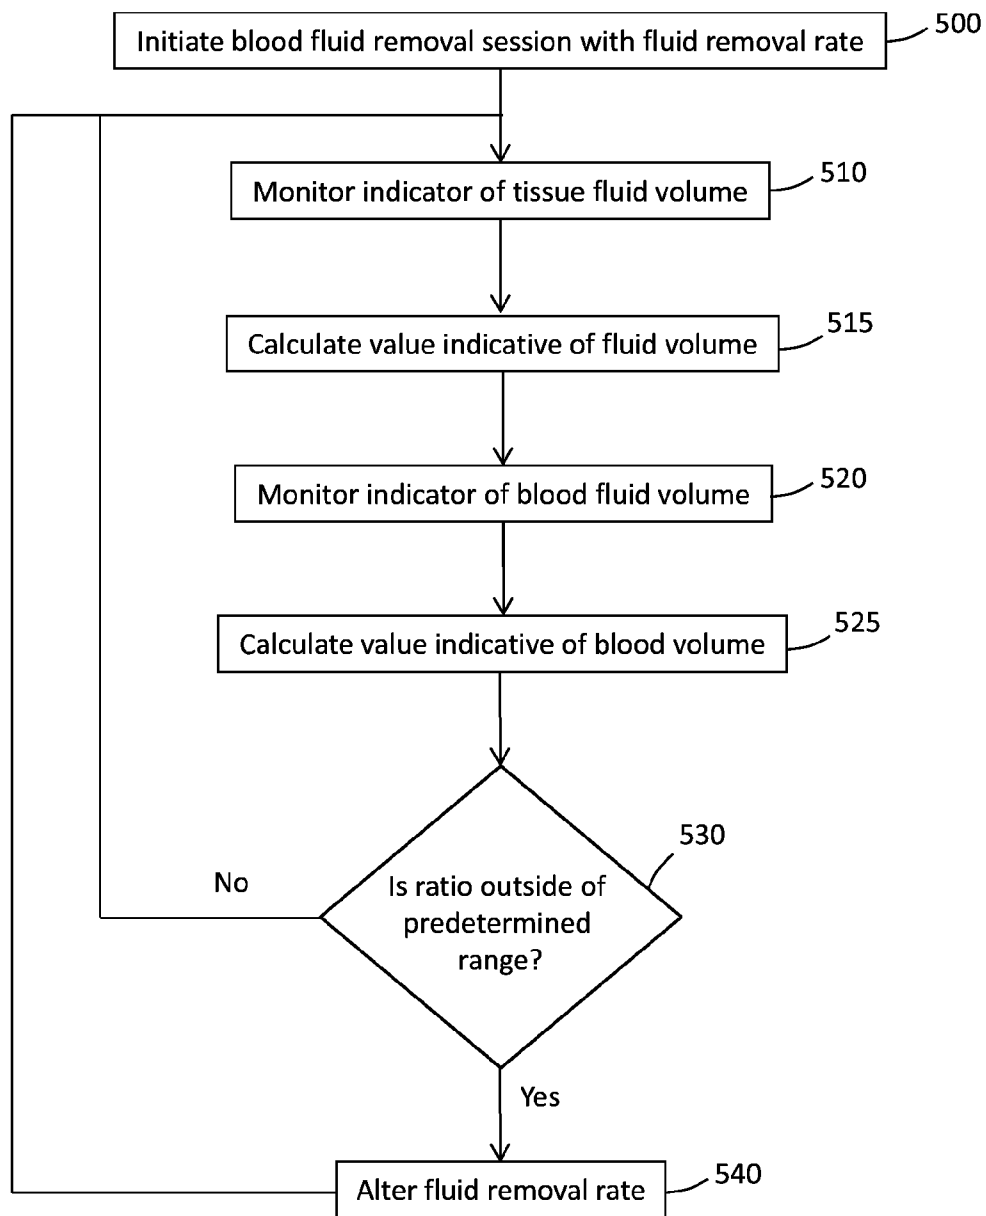 Initiate blood fluid removal session with fluid removal rate
500
Monitor indicator of tissue fluid volume
510
Calculate value indicative of fluid volume
515
Monitor indicator of blood fluid volume
520
Calculate value indicative of blood volume
525
530
No
Is ratio outside of
predetermined
range?
Yes
Alter fluid removal rate
540